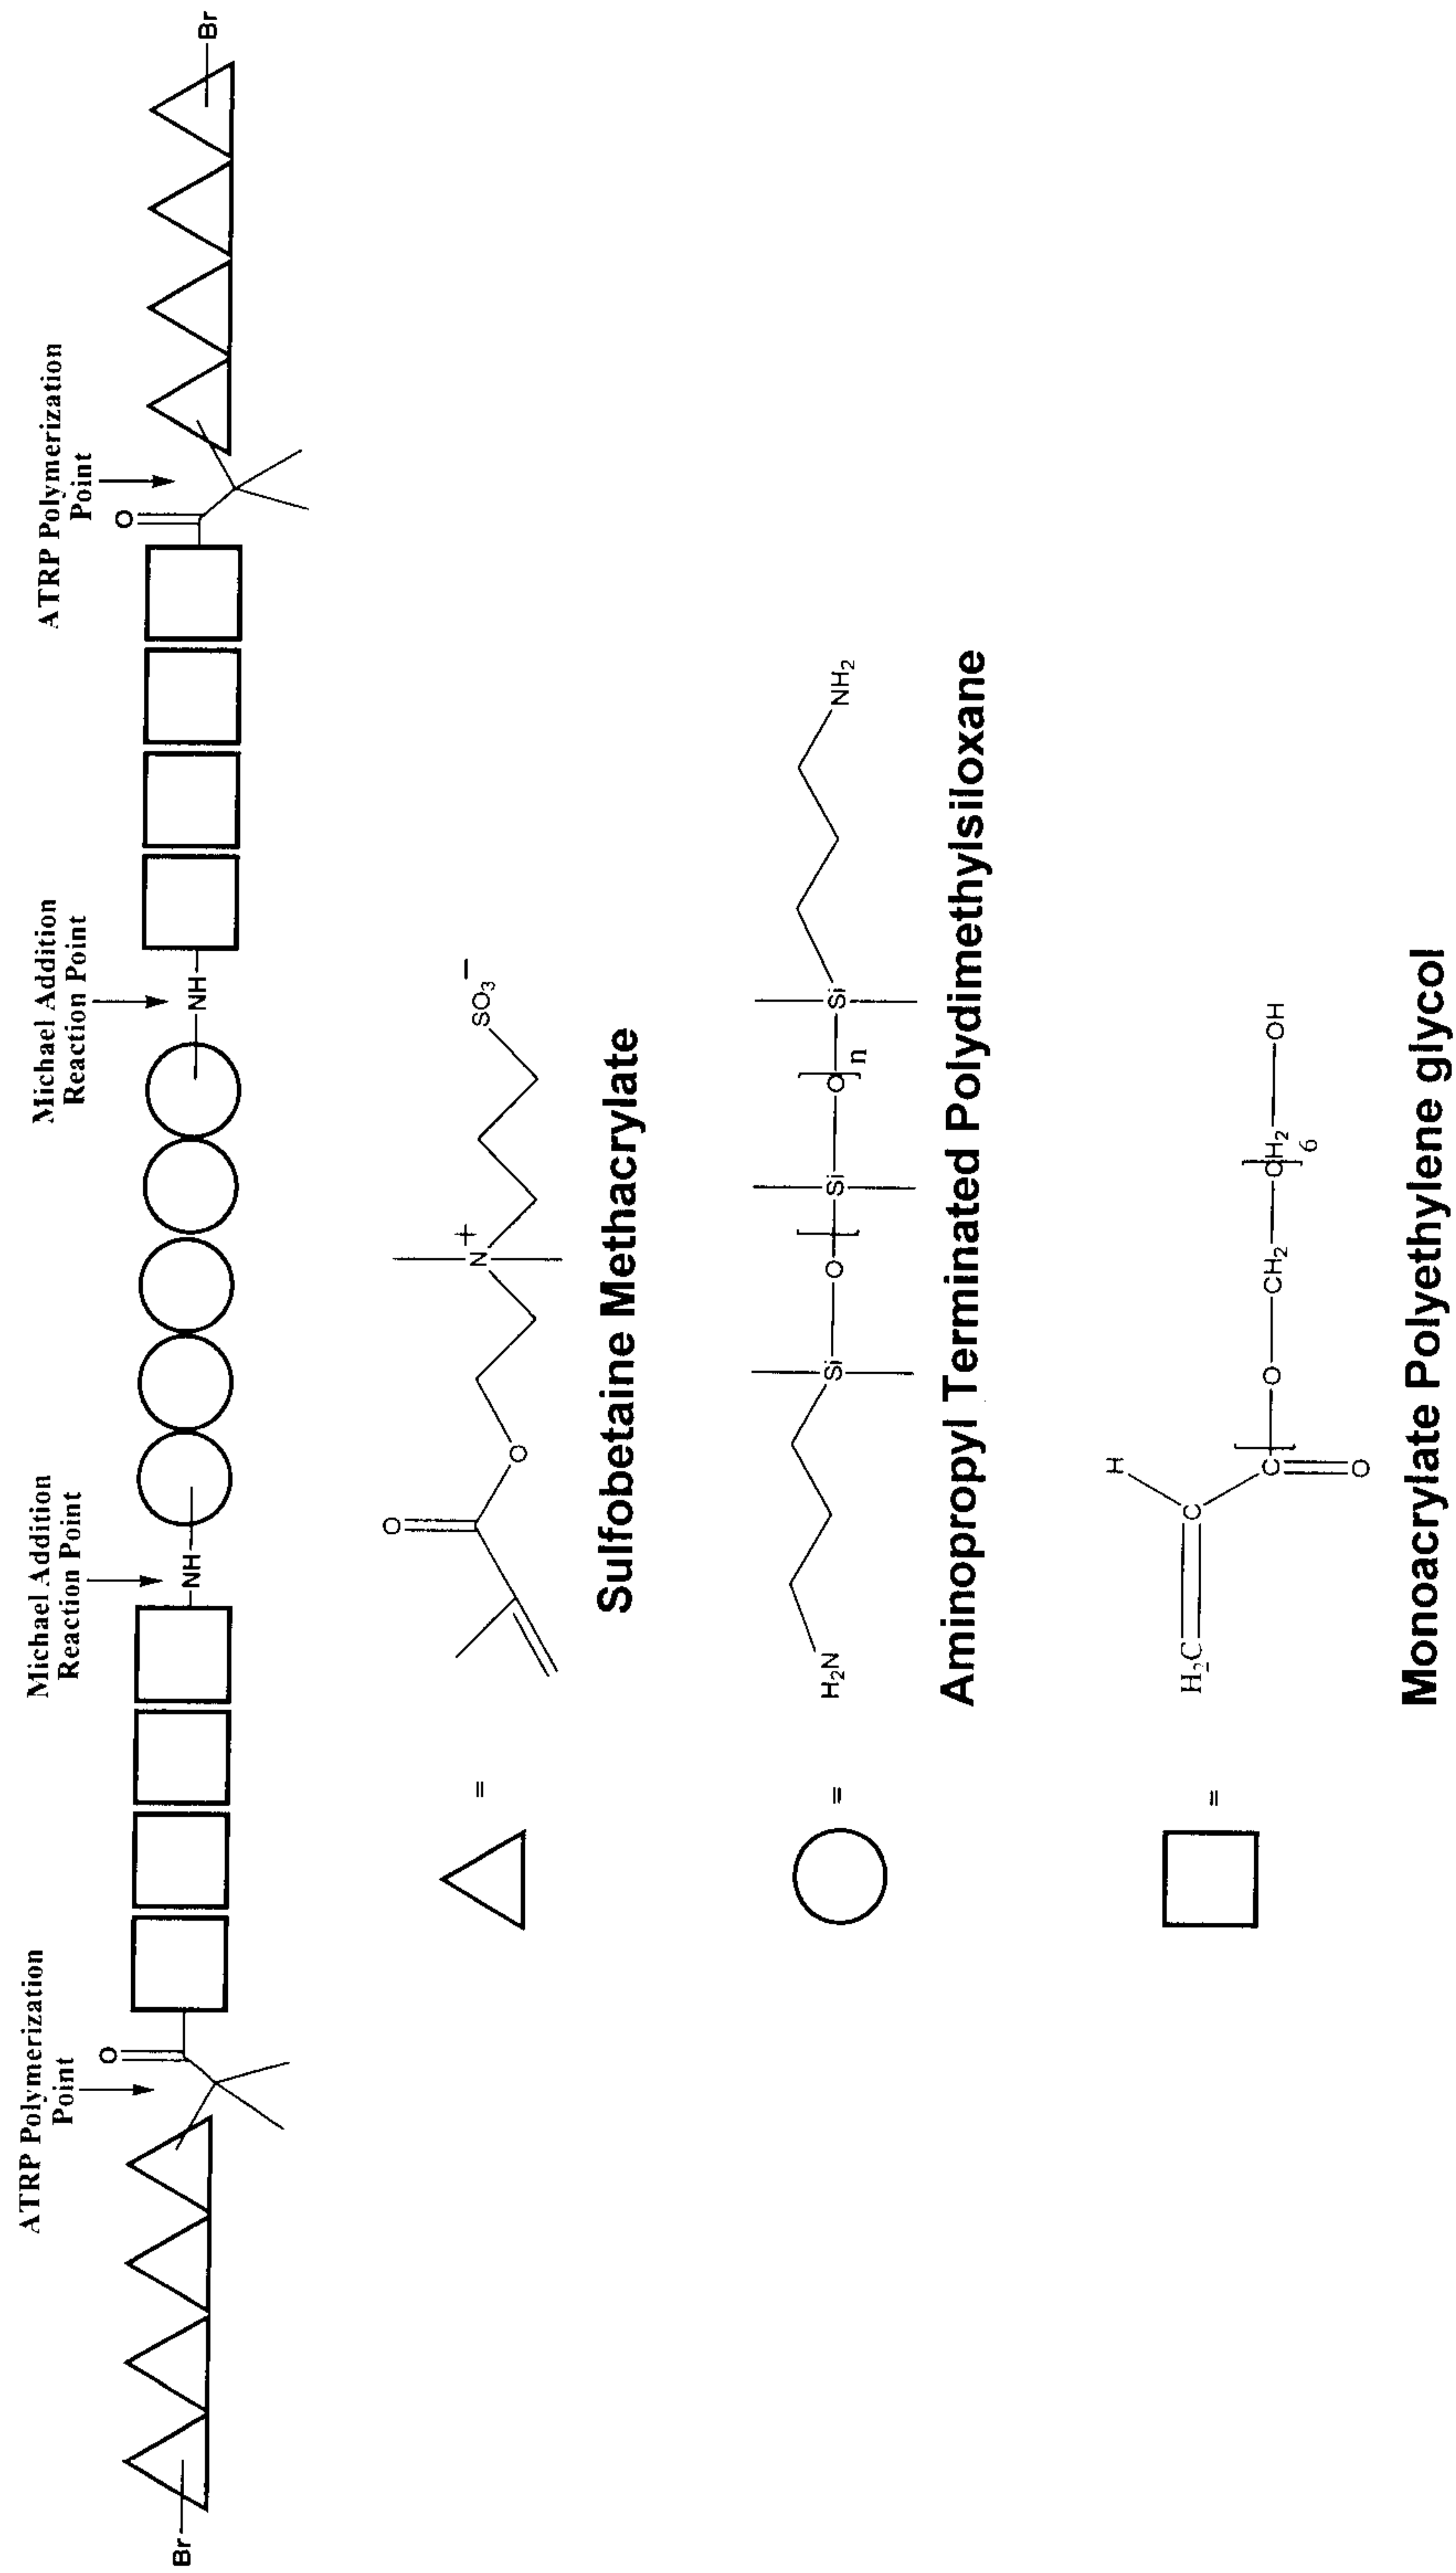 ATRP Polymerization
Point
Michael Addition
Reaction Point
Michael Addition
Reaction Point
ATRP Polymerization
Point
Br
O
NH
NH
O
Br
=
O
O
N
+
SO3
−
Sulfobetaine Methacrylate
=
H2N
Si
O
[
Si
O
]
n
Si
NH2
Aminopropyl Terminated Polydimethylsiloxane
=
H2C
C
H
C
O
[
O
CH2
CH2
]
6
OH
Monoacrylate Polyethylene glycol